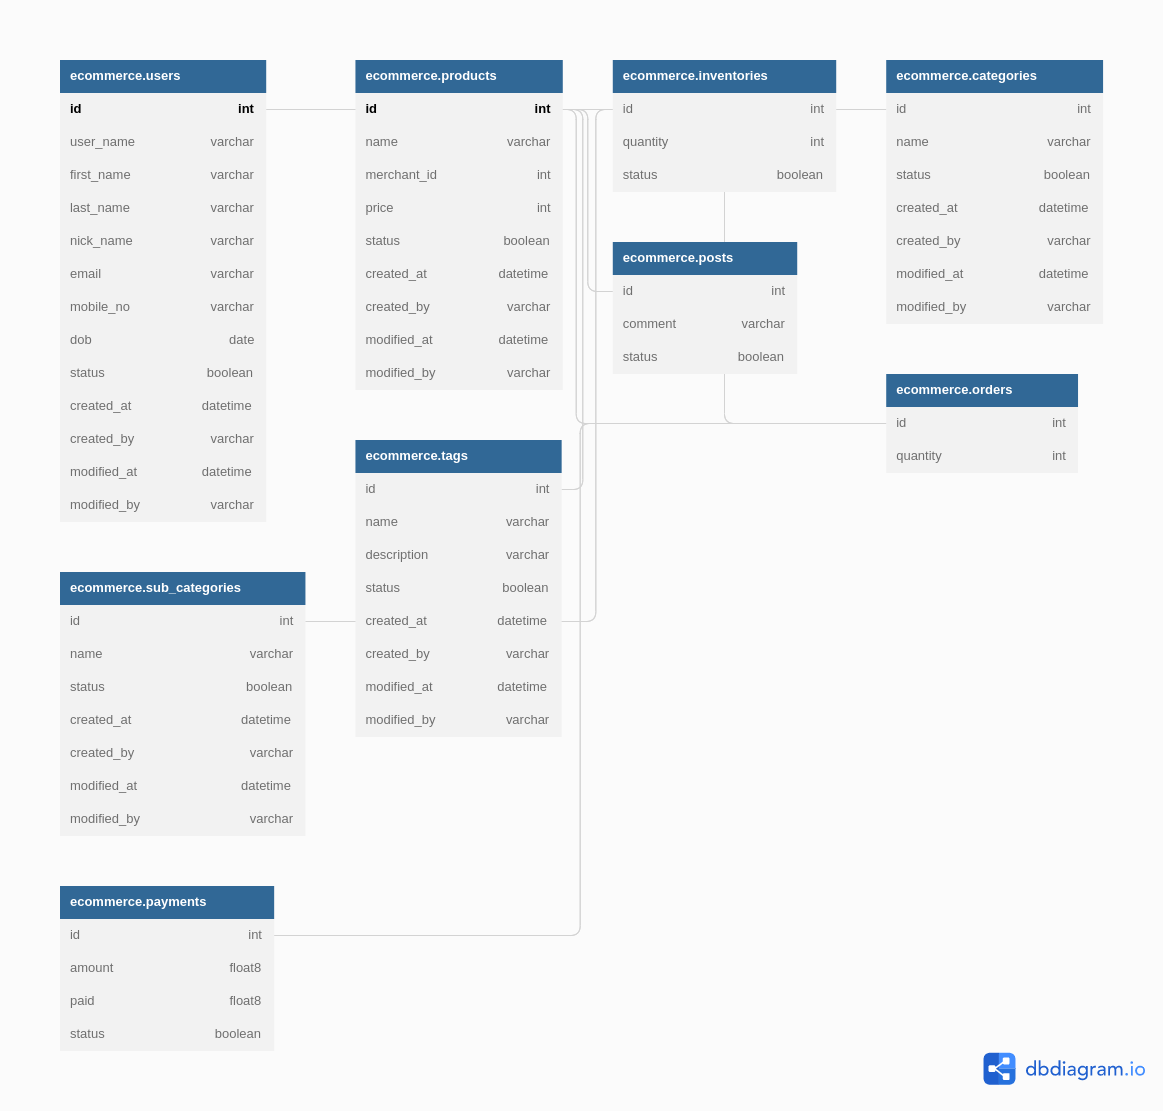 ecommerce.users
id int
user_name varchar
first_name varchar
last_name varchar
nick_name varchar
email varchar
mobile_no varchar
dob date
status boolean
created_at datetime
created_by varchar
modified_at datetime
modified_by varchar
ecommerce.products
id int
name varchar
merchant_id int
price int
status boolean
created_at datetime
created_by varchar
modified_at datetime
modified_by varchar
ecommerce.inventories
id int
quantity int
status boolean
ecommerce.categories
id int
name varchar
status boolean
created_at datetime
created_by varchar
modified_at datetime
modified_by varchar
ecommerce.posts
id int
comment varchar
status boolean
ecommerce.orders
id int
quantity int
ecommerce.tags
id int
name varchar
description varchar
status boolean
created_at datetime
created_by varchar
modified_at datetime
modified_by varchar
ecommerce.sub_categories
id int
name varchar
status boolean
created_at datetime
created_by varchar
modified_at datetime
modified_by varchar
ecommerce.payments
id int
amount float8
paid float8
status boolean
dbdiagram.io